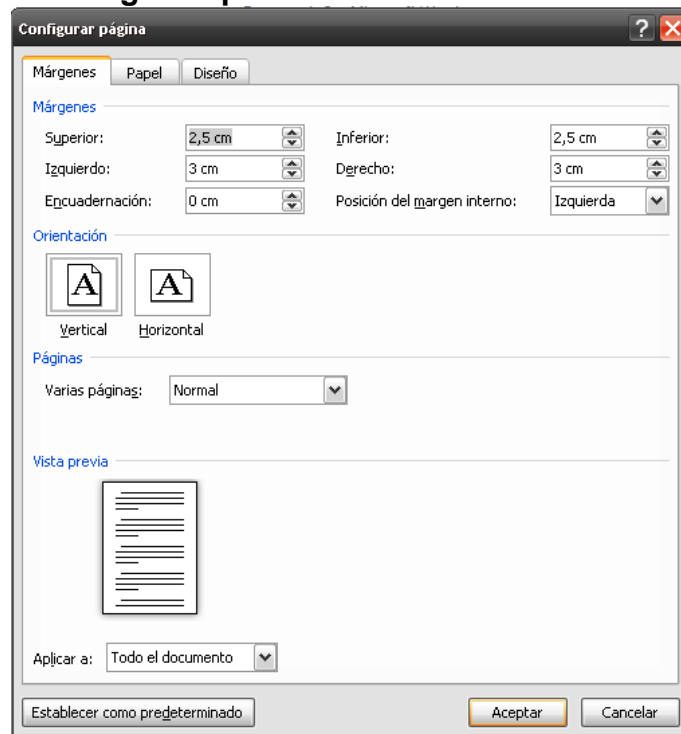 Configurar página
Márgenes Papel Diseño
Márgenes
Superior: 2,5 cm Inferior: 2,5 cm
Izquierdo: 3 cm Derecho: 3 cm
Encuadernación: 0 cm Posición del margen interno: Izquierda
Orientación
A A
Vertical Horizontal
Páginas
Varias páginas: Normal
Vista previa
Aplicar a: Todo el documento
Establecer como predeterminado Aceptar Cancelar